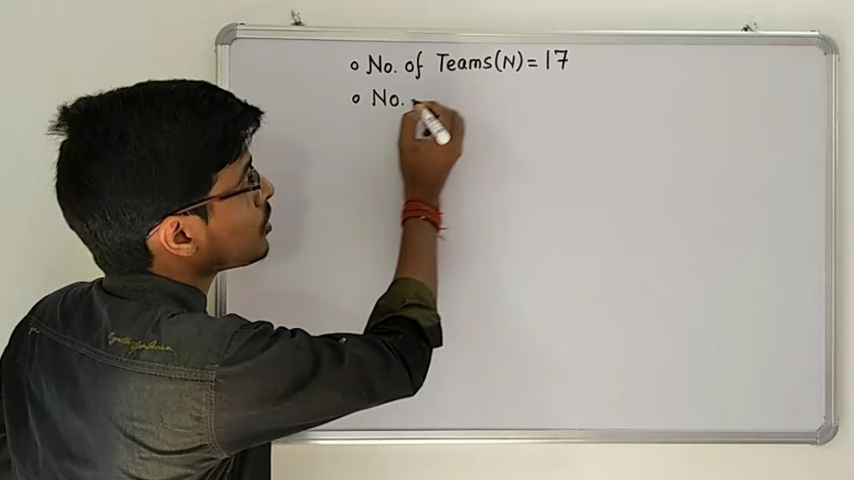 o No. of Teams(N) = 17
o No.